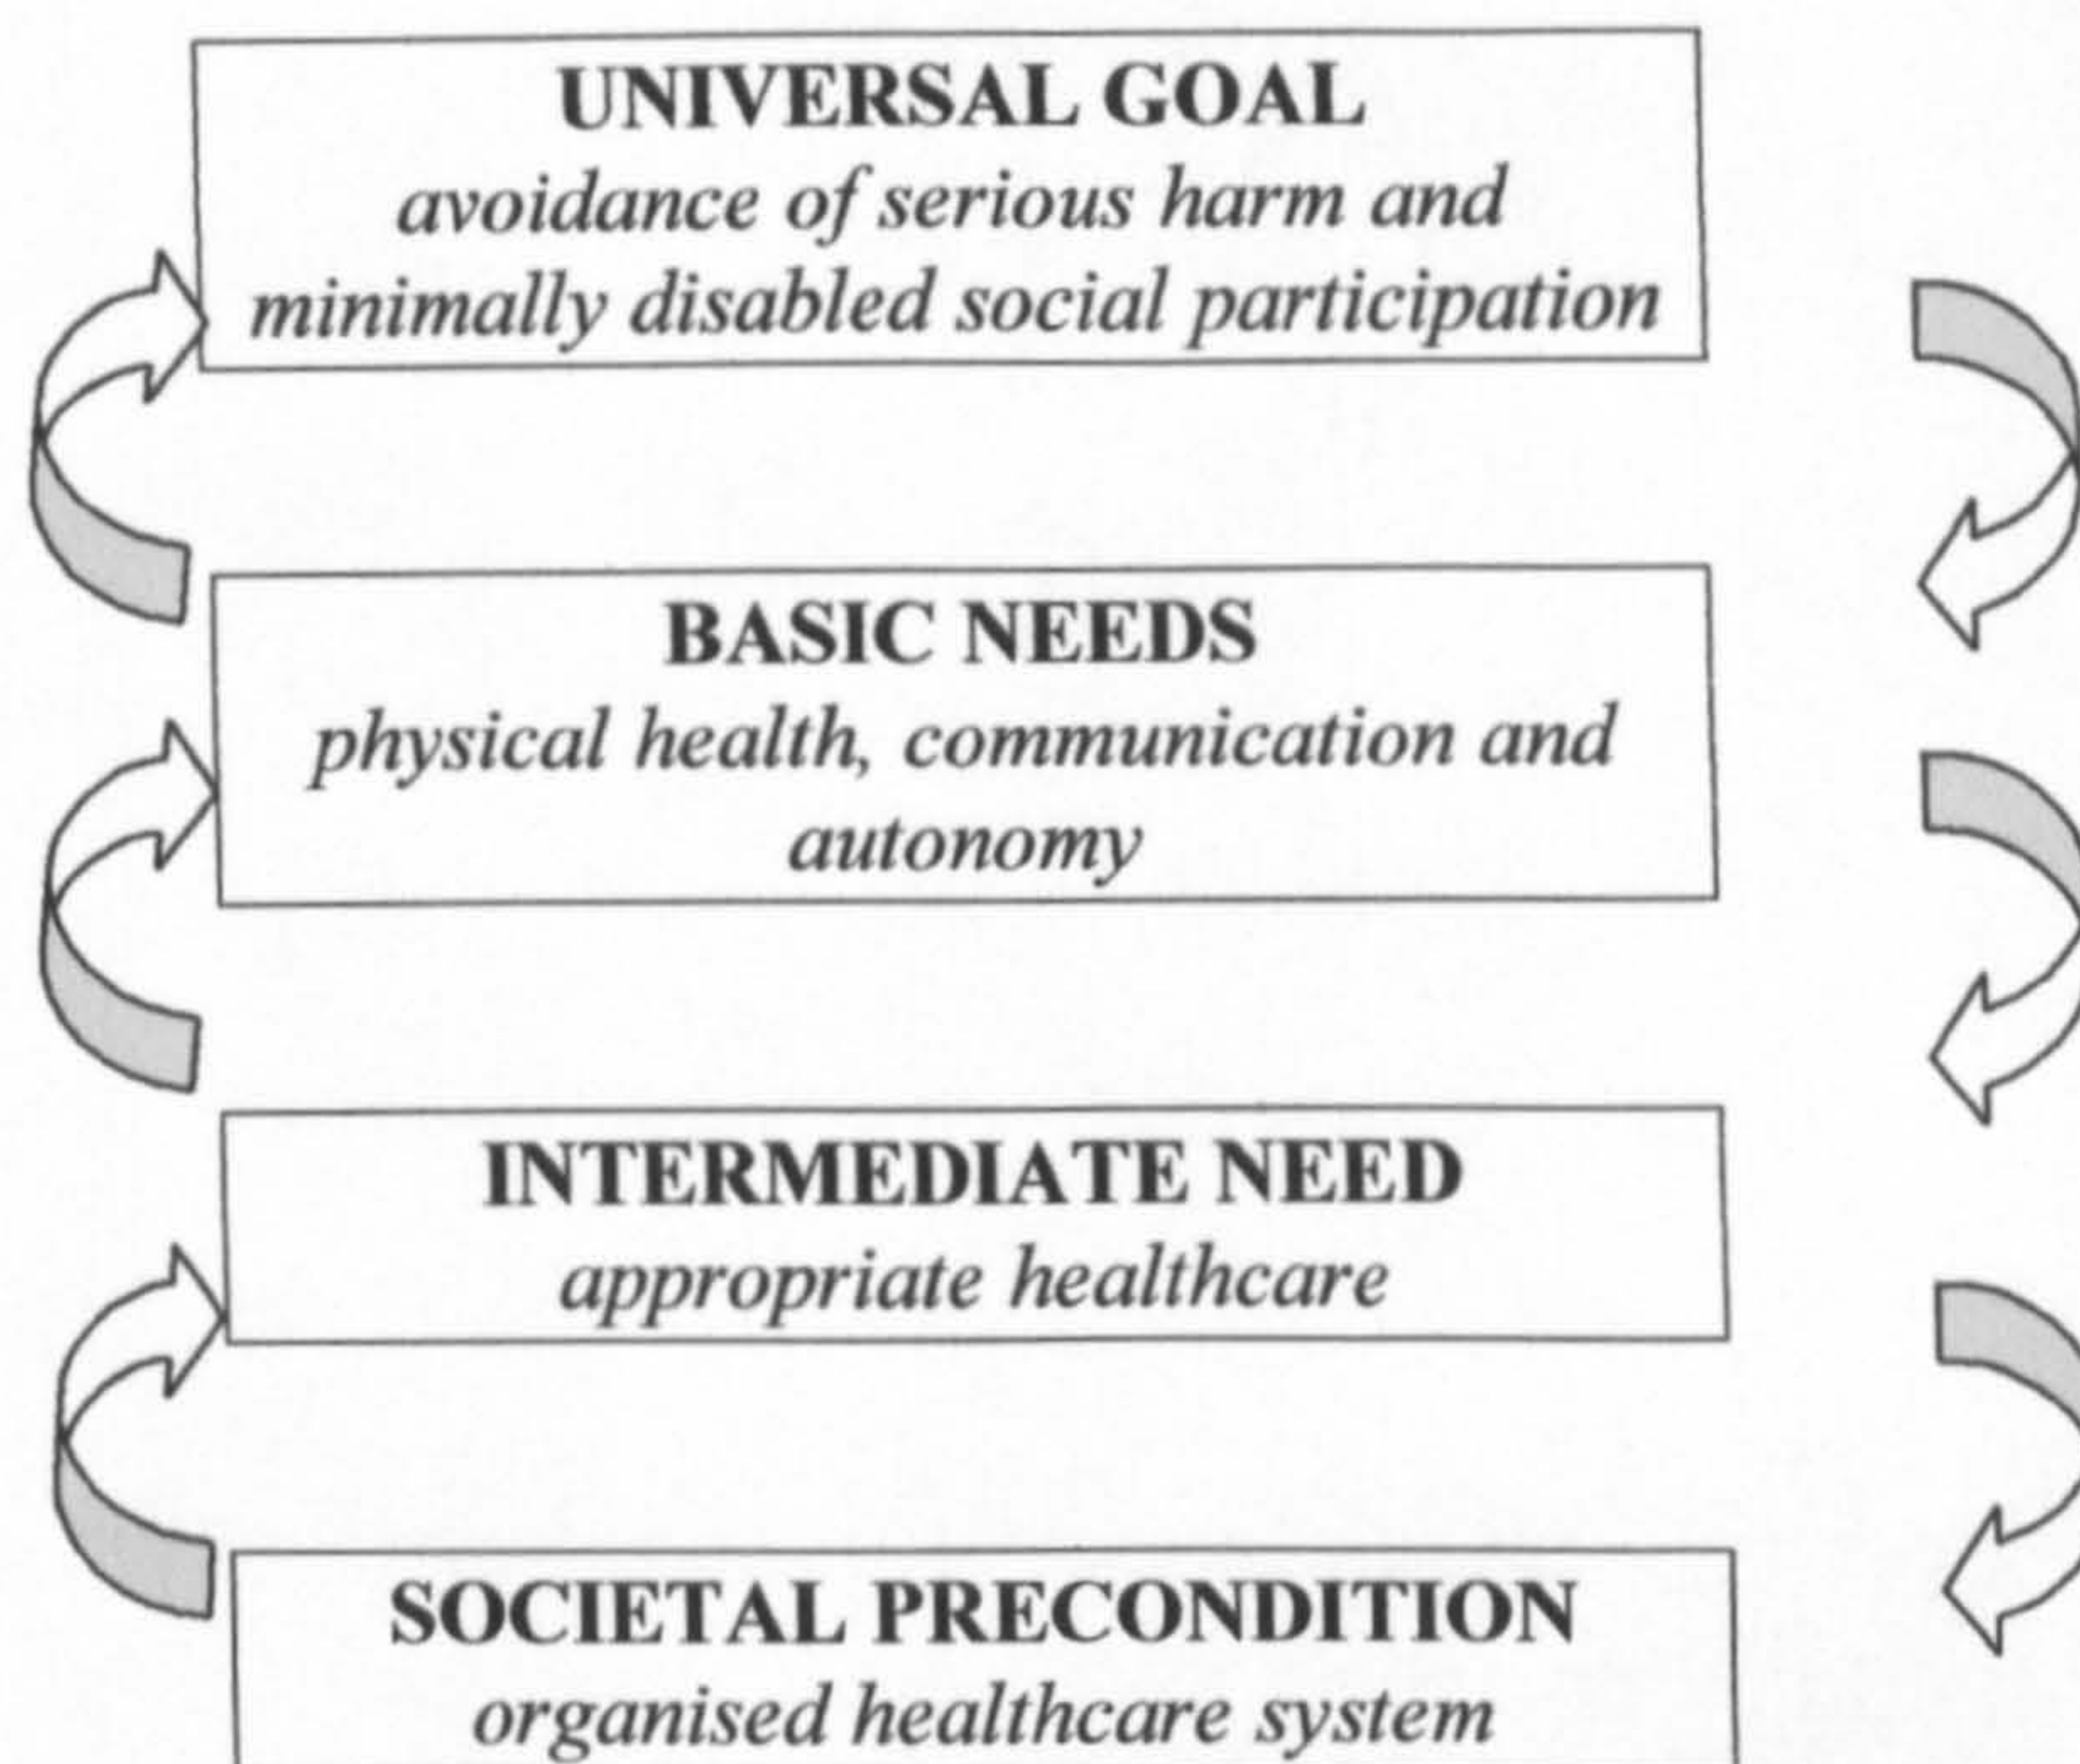 UNIVERSAL GOAL
avoidance of serious harm and
minimally disabled social participation
BASIC NEEDS
physical health, communication and
autonomy
INTERMEDIATE NEED
appropriate healthcare
SOCIETAL PRECONDITION
organised healthcare system